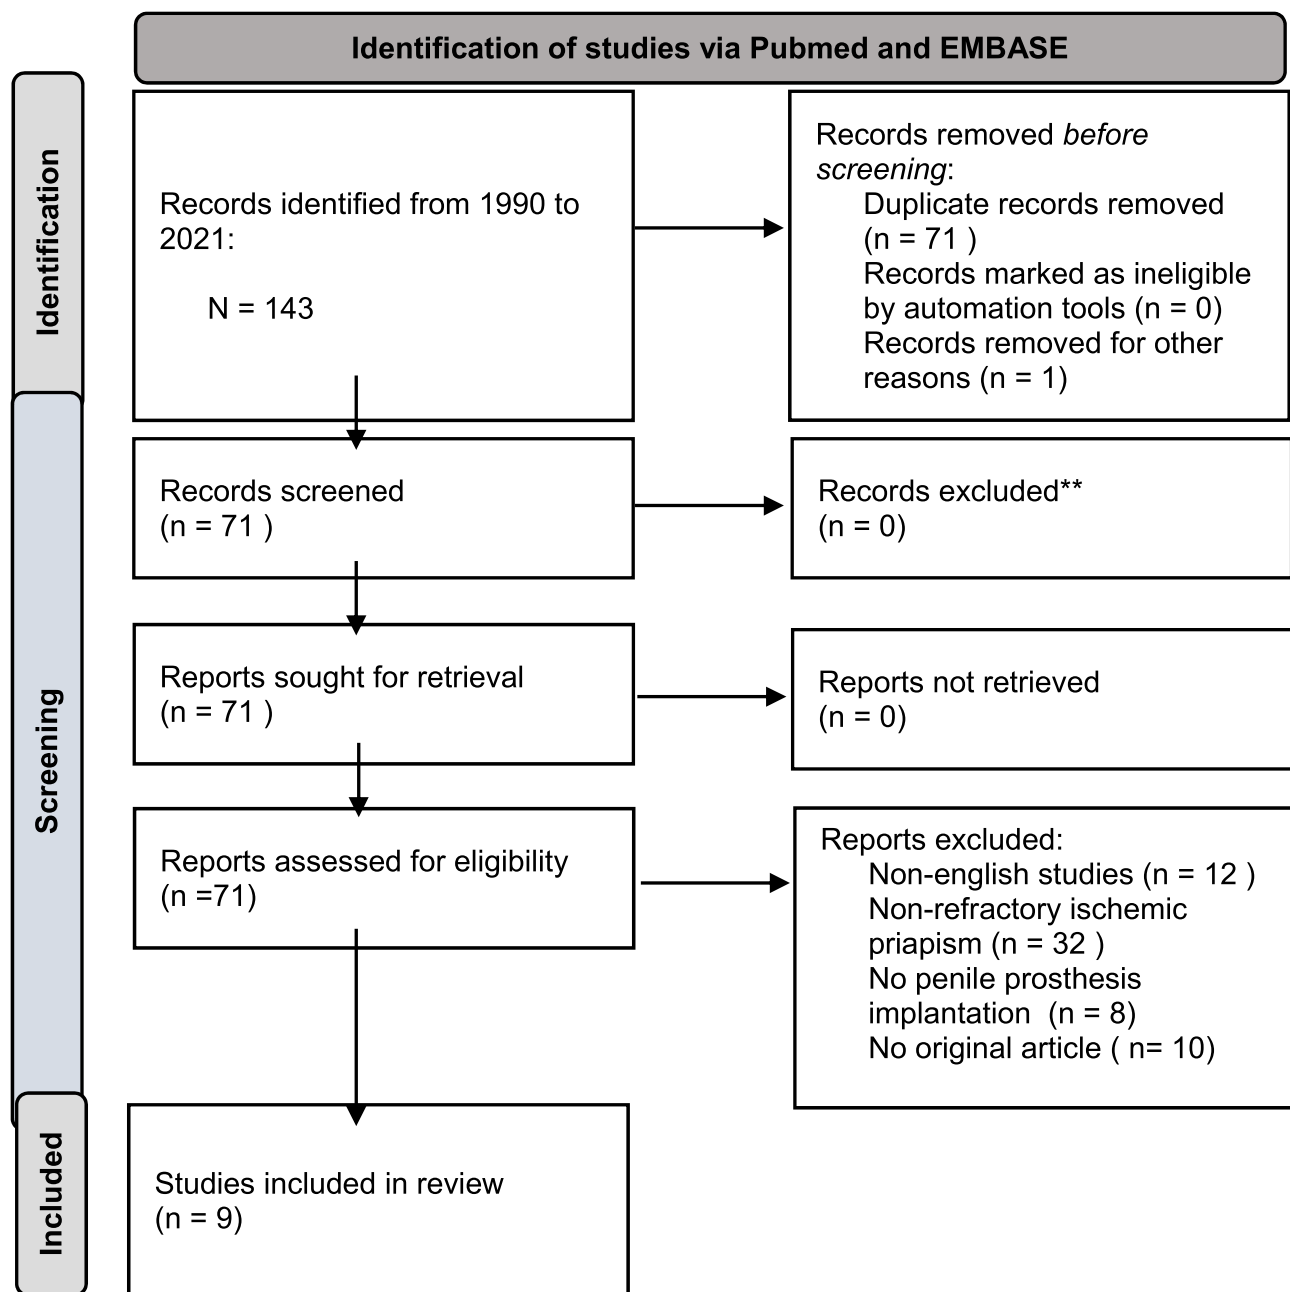 Identification of studies via Pubmed and EMBASE
Identification
Records identified from 1990 to
2021:
N = 143
Records removed before
screening:
Duplicate records removed
(n = 71 )
Records marked as ineligible
by automation tools (n = 0)
Records removed for other
reasons (n = 1)
Screening
Records screened
(n = 71 )
Records excluded**
(n = 0)
Reports sought for retrieval
(n = 71 )
Reports not retrieved
(n = 0)
Reports assessed for eligibility
(n =71)
Reports excluded:
Non-english studies (n = 12 )
Non-refractory ischemic
priapism (n = 32 )
No penile prosthesis
implantation  (n = 8)
No original article ( n= 10)
Included
Studies included in review
(n = 9)